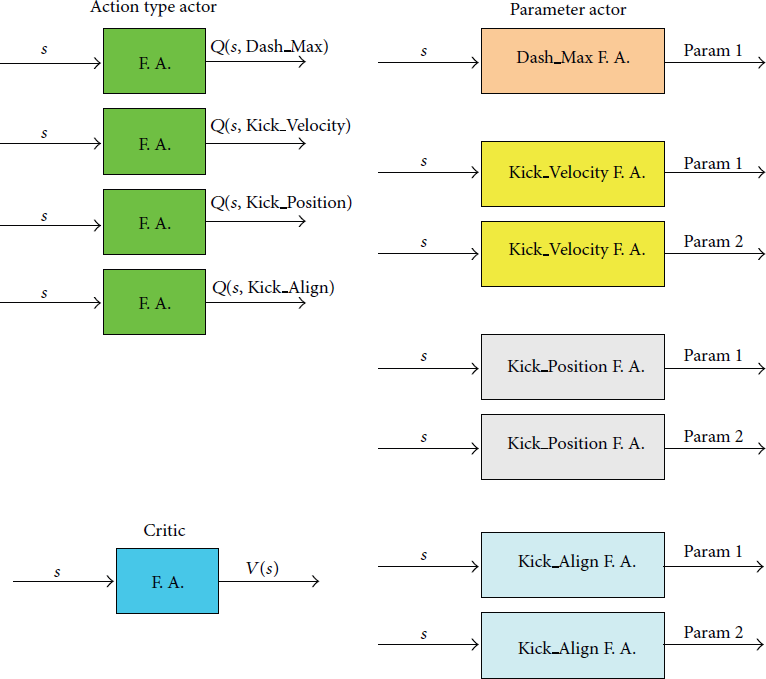 Action type actor
s
F. A.
Q(s, Dash_Max)
s
F. A.
Q(s, Kick_Velocity)
s
F. A.
Q(s, Kick_Position)
s
F. A.
Q(s, Kick_Align)
Critic
s
F. A.
V(s)
Parameter actor
s
Dash_Max F. A.
Param 1
s
Kick_Velocity F. A.
Param 1
s
Kick_Velocity F. A.
Param 2
s
Kick_Position F. A.
Param 1
s
Kick_Position F. A.
Param 2
s
Kick_Align F. A.
Param 1
s
Kick_Align F. A.
Param 2